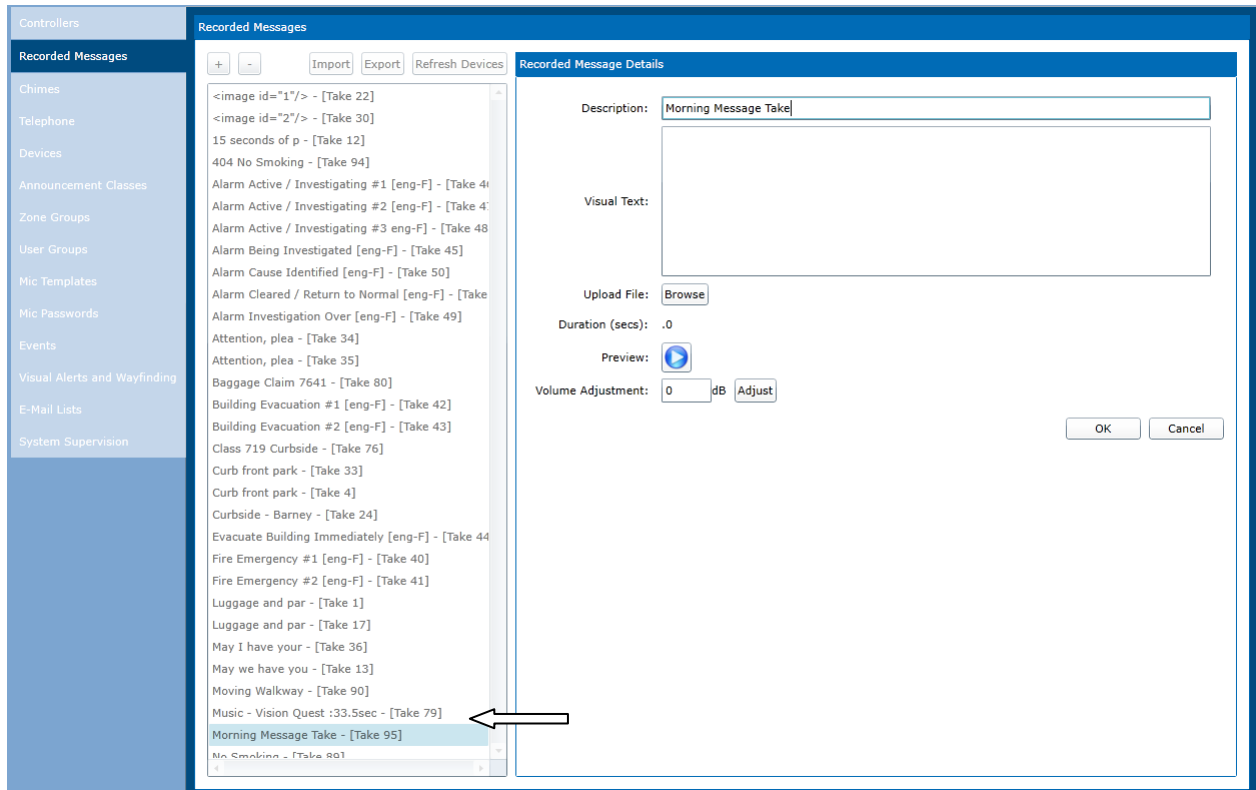 Controllers
Recorded Messages
Chimes
Telephone
Devices
Announcement Classes
Zone Groups
User Groups
Mic Templates
Mic Passwords
Events
Visual Alerts and Wayfinding
E-Mail Lists
System Supervision
Recorded Messages
+ - Import Export Refresh Devices
<image id="1"/> - [Take 22]
<image id="2"/> - [Take 30]
15 seconds of p - [Take 12]
404 No Smoking - [Take 94]
Alarm Active / Investigating #1 [eng-F] - [Take 4
Alarm Active / Investigating #2 [eng-F] - [Take 4
Alarm Active / Investigating #3 eng-F] - [Take 48
Alarm Being Investigated [eng-F] - [Take 45]
Alarm Cause Identified [eng-F] - [Take 50]
Alarm Cleared / Return to Normal [eng-F] - [Take
Alarm Investigation Over [eng-F] - [Take 49]
Attention, plea - [Take 34]
Attention, plea - [Take 35]
Baggage Claim 7641 - [Take 80]
Building Evacuation #1 [eng-F] - [Take 42]
Building Evacuation #2 [eng-F] - [Take 43]
Class 719 Curbside - [Take 76]
Curb front park - [Take 33]
Curb front park - [Take 4]
Curbside - Barney - [Take 24]
Evacuate Building Immediately [eng-F] - [Take 44
Fire Emergency #1 [eng-F] - [Take 40]
Fire Emergency #2 [eng-F] - [Take 41]
Luggage and par - [Take 1]
Luggage and par - [Take 17]
May I have your - [Take 36]
May we have you - [Take 13]
Moving Walkway - [Take 90]
Music - Vision Quest :33.5sec - [Take 79]
Morning Message Take - [Take 95]
No Smoking - [Take 89]
Recorded Message Details
Description: Morning Message Take
Visual Text:
Upload File: Browse
Duration (secs): .0
Preview:
Volume Adjustment: 0 dB Adjust
OK Cancel